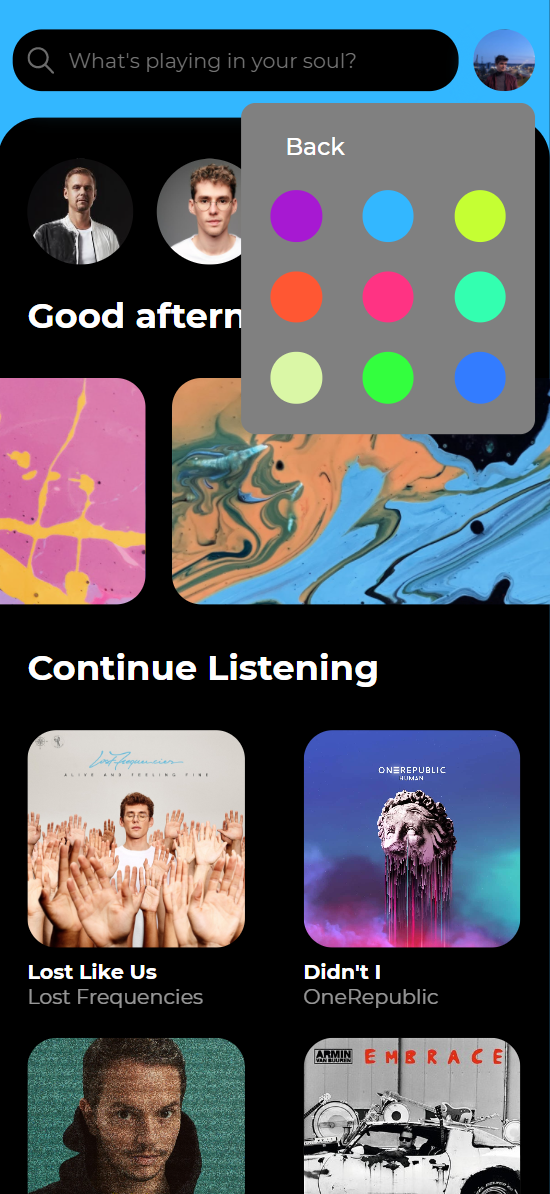 What's playing in your soul?
Back
Good aftern
Continue Listening
Lost Frequencies
ALIVE AND FEELING FINE
ONEREPUBLIC
HUMAN
Lost Like Us
Didn't I
Lost Frequencies
OneRepublic
ARMIN
VAN BUUREN
EMBRACE